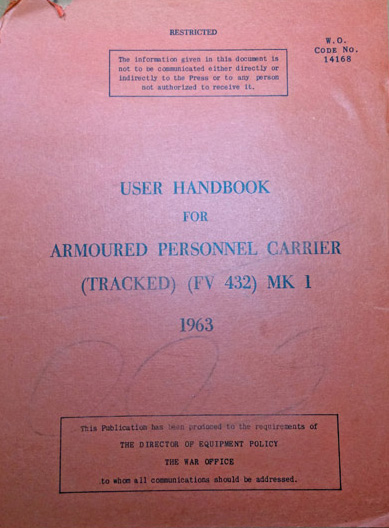 RESTRICTED
W.O.
CODE No.
14168
The information given in this document is
not to be communicated either directly or
indirectly to the Press or to any person
not authorized to receive it.
USER HANDBOOK
FOR
ARMOURED PERSONNEL CARRIER
(TRACKED) (FV 432) MK 1
1963
This Publication has been produced to the requirements of
THE DIRECTOR OF EQUIPMENT POLICY
THE WAR OFFICE
to whom all communications should be addressed.